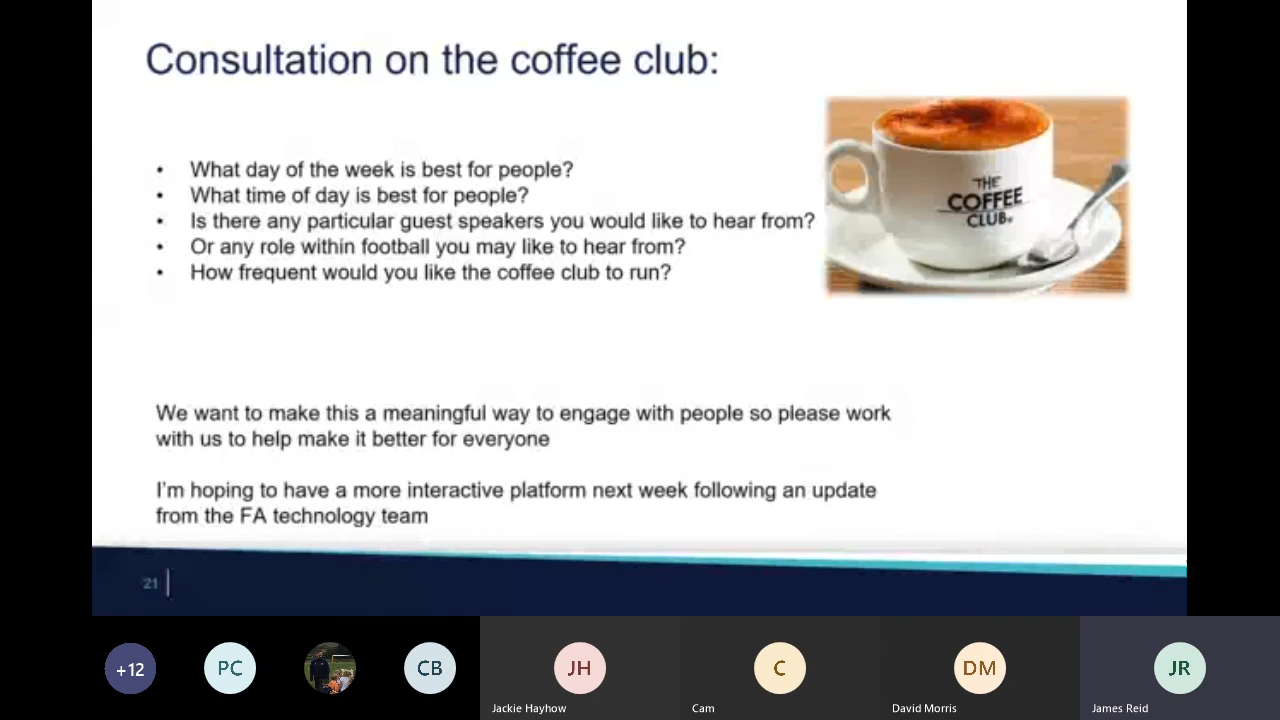 Consultation on the coffee club:
• What day of the week is best for people?
• What time of day is best for people?
• Is there any particular guest speakers you would like to hear from?
• Or any role within football you may like to hear from?
• How frequent would you like the coffee club to run?
THE
COFFEE
CLUB.
We want to make this a meaningful way to engage with people so please work
with us to help make it better for everyone
I'm hoping to have a more interactive platform next week following an update
from the FA technology team
21
+12
PC
CB
JH
C
DM
JR
Jackie Hayhow
Cam
David Morris
James Reid